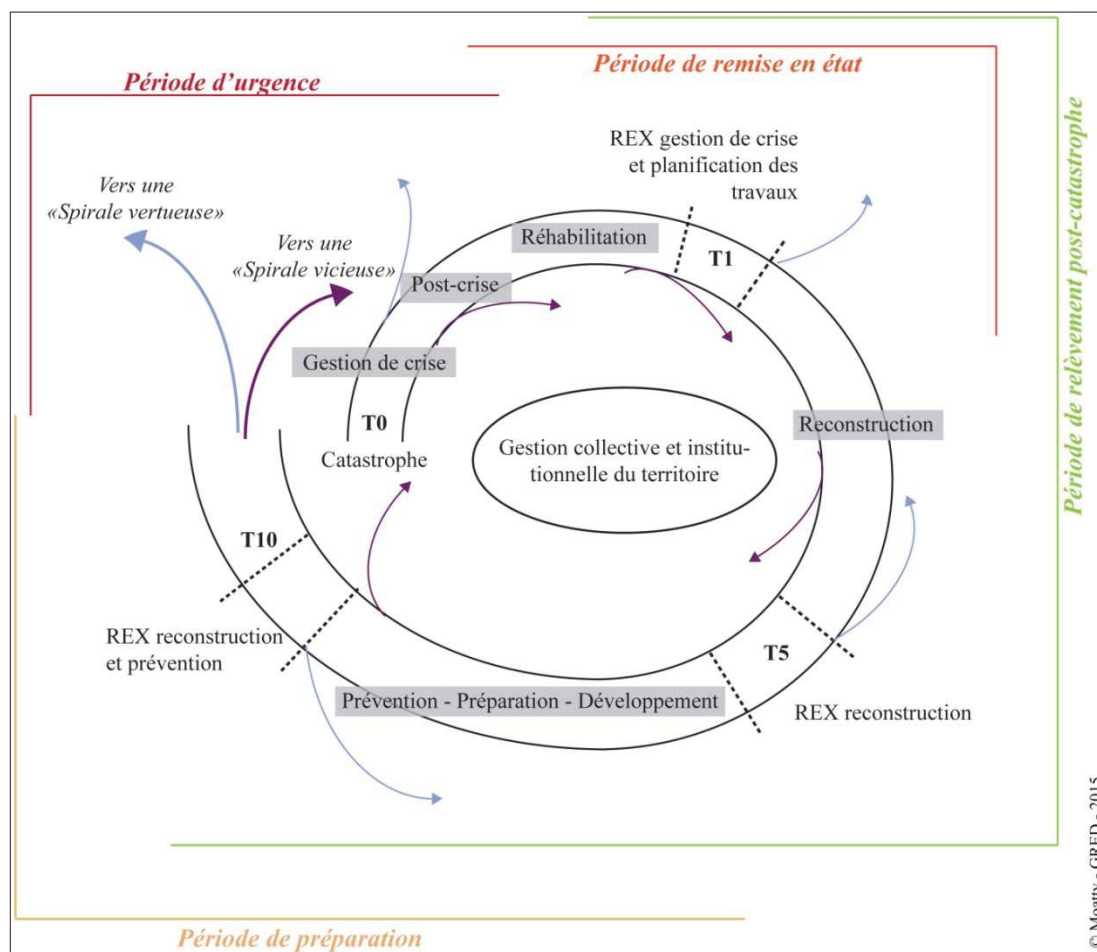 Période d'urgence
Période de remise en état
Période de relèvement post-catastrophe
REX gestion de crise
et planification des
travaux
Vers une
«Spirale vertueuse»
Vers une
«Spirale vicieuse»
Réhabilitation
T1
Post-crise
Gestion de crise
T0
Catastrophe
Reconstruction
Gestion collective et institu-
tionnelle du territoire
T10
REX reconstruction
et prévention
T5
Prévention - Préparation - Développement
REX reconstruction
Période de préparation
© Moatty - GRED - 2015